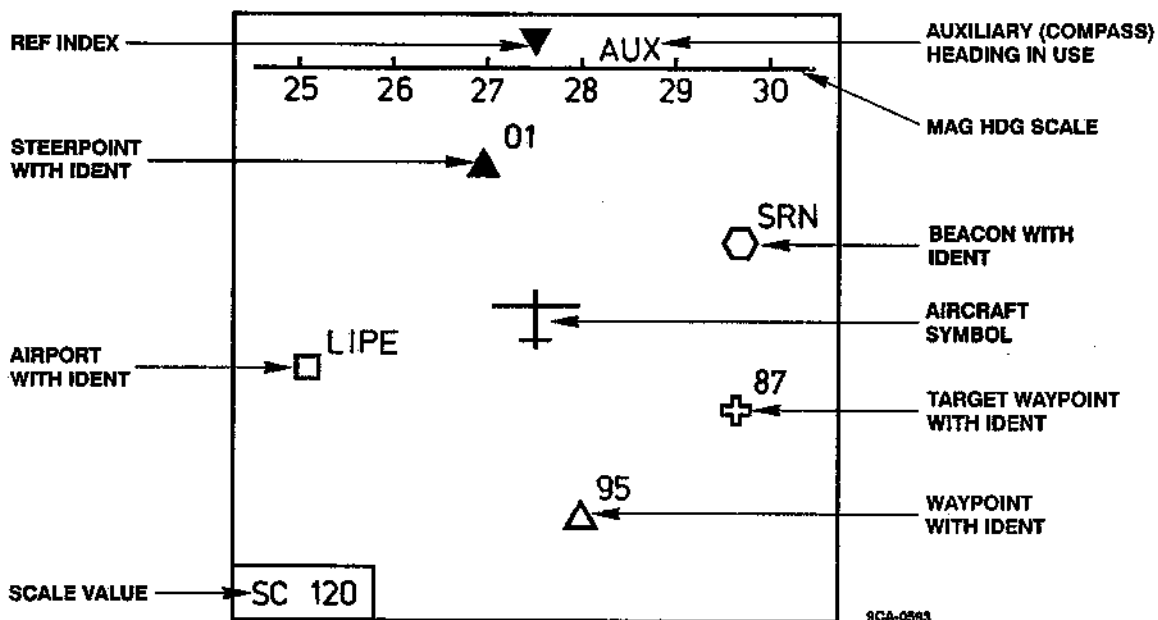 REF INDEX
AUX
AUXILIARY (COMPASS)
HEADING IN USE
25 26 27 28 29 30
MAG HDG SCALE
STEERPOINT
WITH IDENT
01
SRN
BEACON WITH
IDENT
AIRCRAFT
SYMBOL
AIRPORT
WITH IDENT
LIPE
87
TARGET WAYPOINT
WITH IDENT
95
WAYPOINT
WITH IDENT
SCALE VALUE
SC 120
9CA-0593